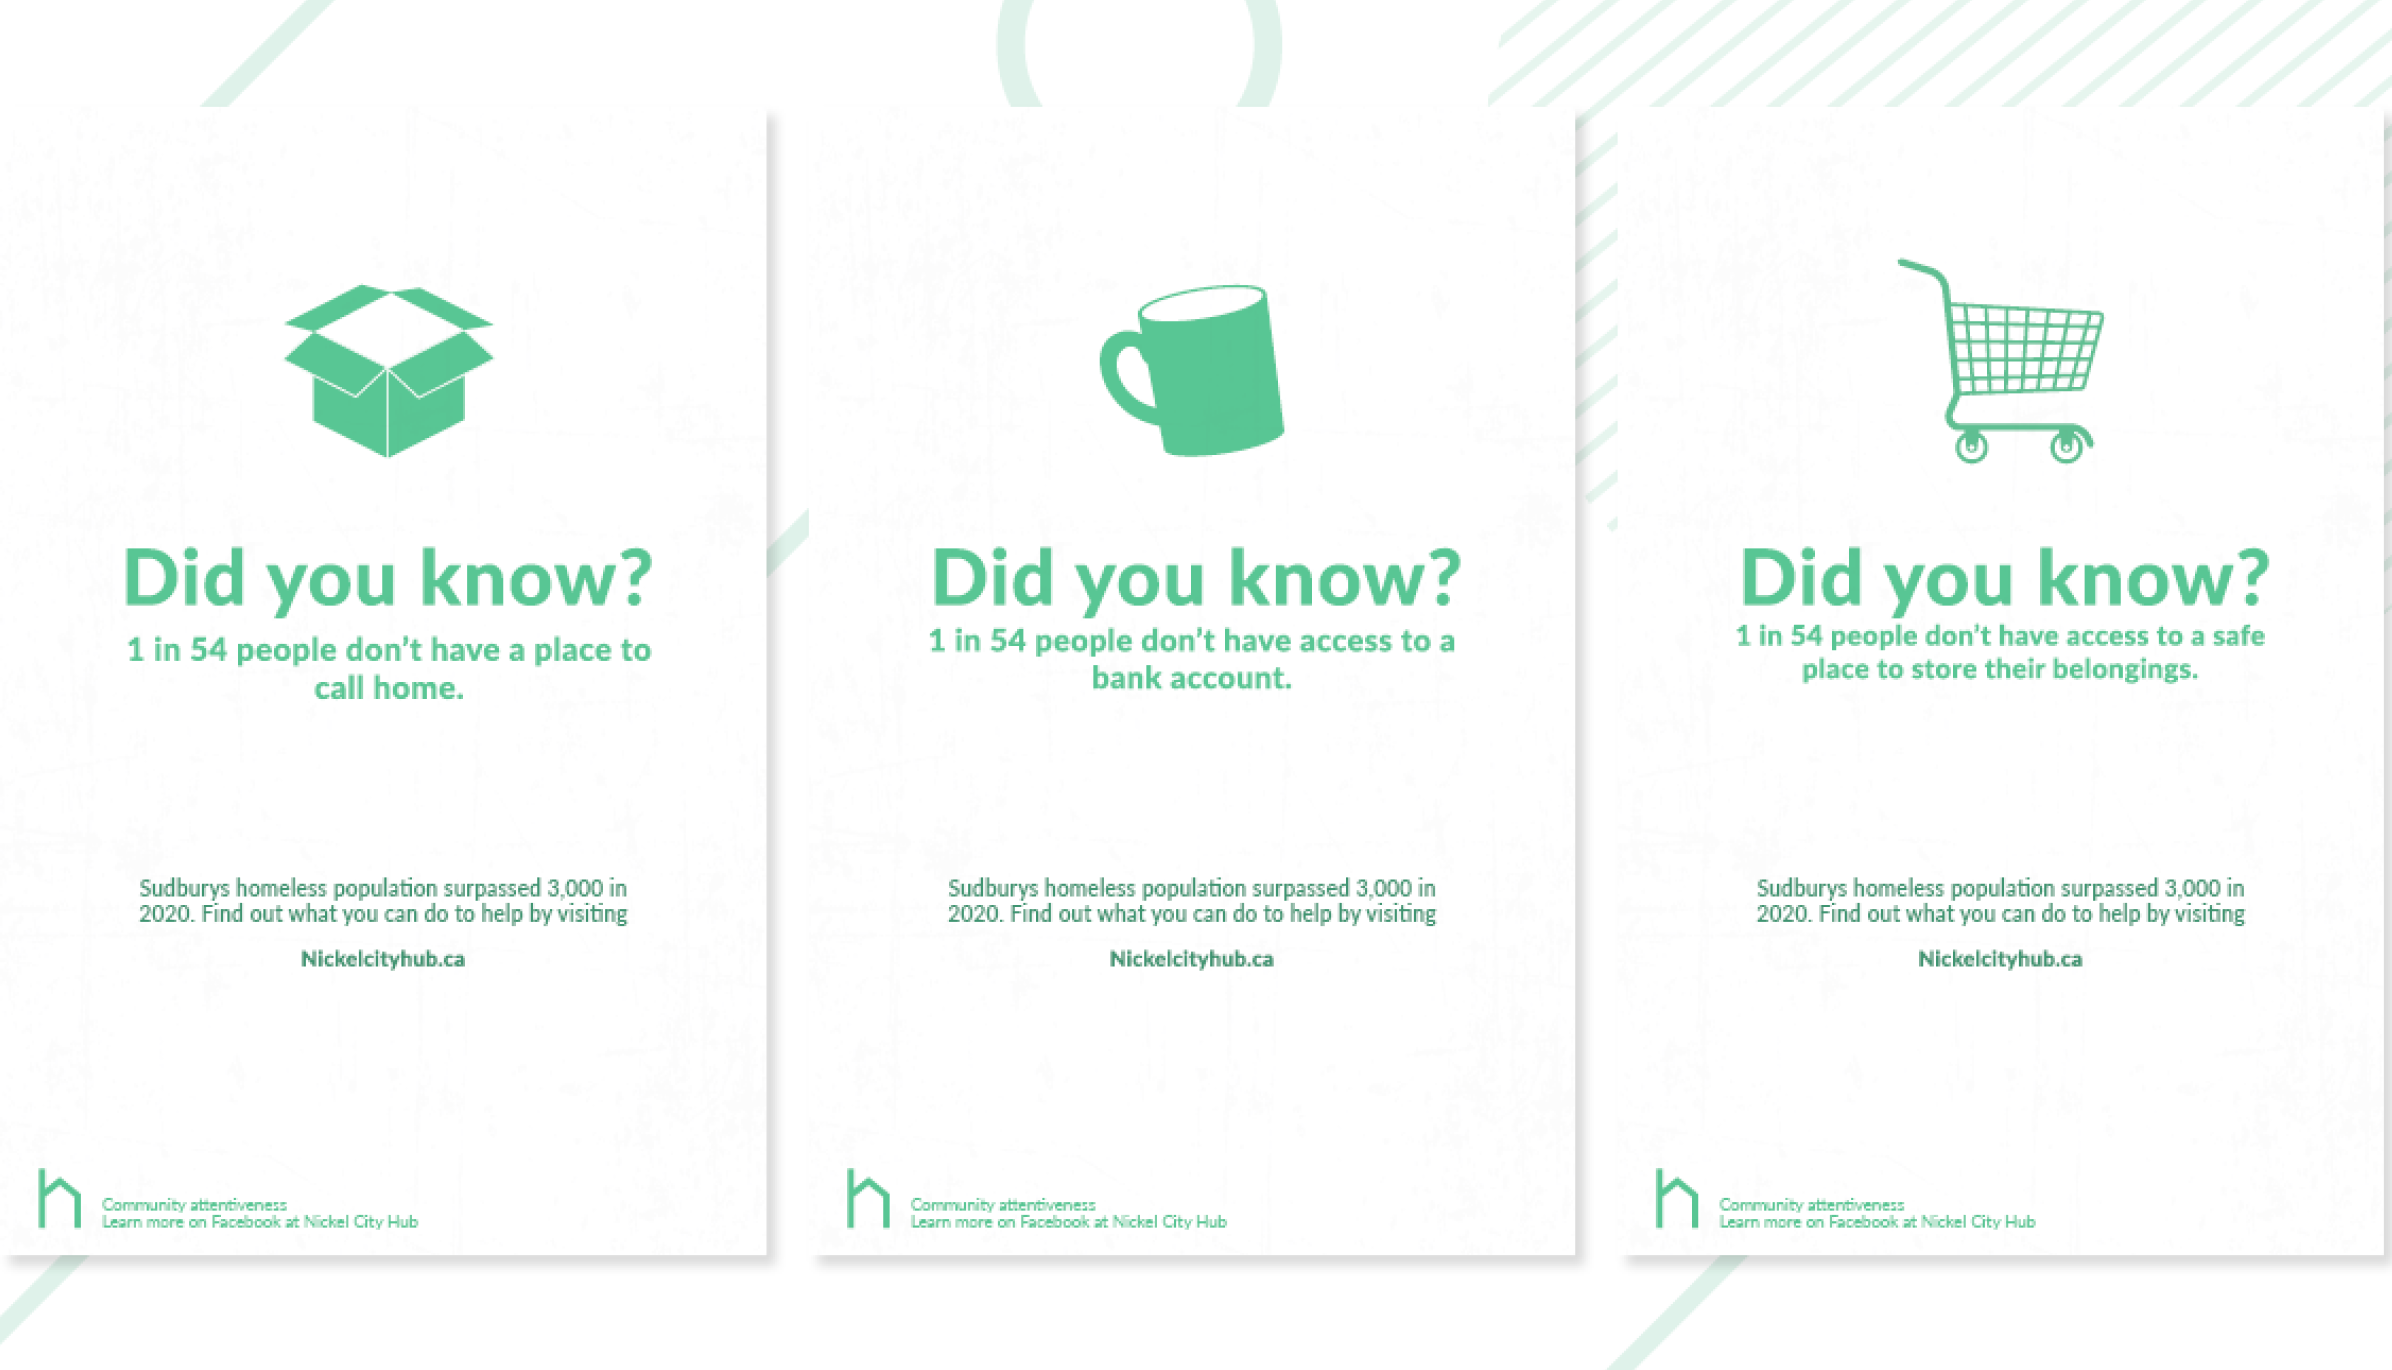 Did you know?
1 in 54 people don't have a place to
call home.
Sudburys homeless population surpassed 3,000 in
2020. Find out what you can do to help by visiting
Nickelcityhub.ca
Community attentiveness
Learn more on Facebook at Nickel City Hub
Did you know?
1 in 54 people don't have access to a
bank account.
Sudburys homeless population surpassed 3,000 in
2020. Find out what you can do to help by visiting
Nickelcityhub.ca
Community attentiveness
Learn more on Facebook at Nickel City Hub
Did you know?
1 in 54 people don't have access to a safe
place to store their belongings.
Sudburys homeless population surpassed 3,000 in
2020. Find out what you can do to help by visiting
Nickelcityhub.ca
Community attentiveness
Learn more on Facebook at Nickel City Hub